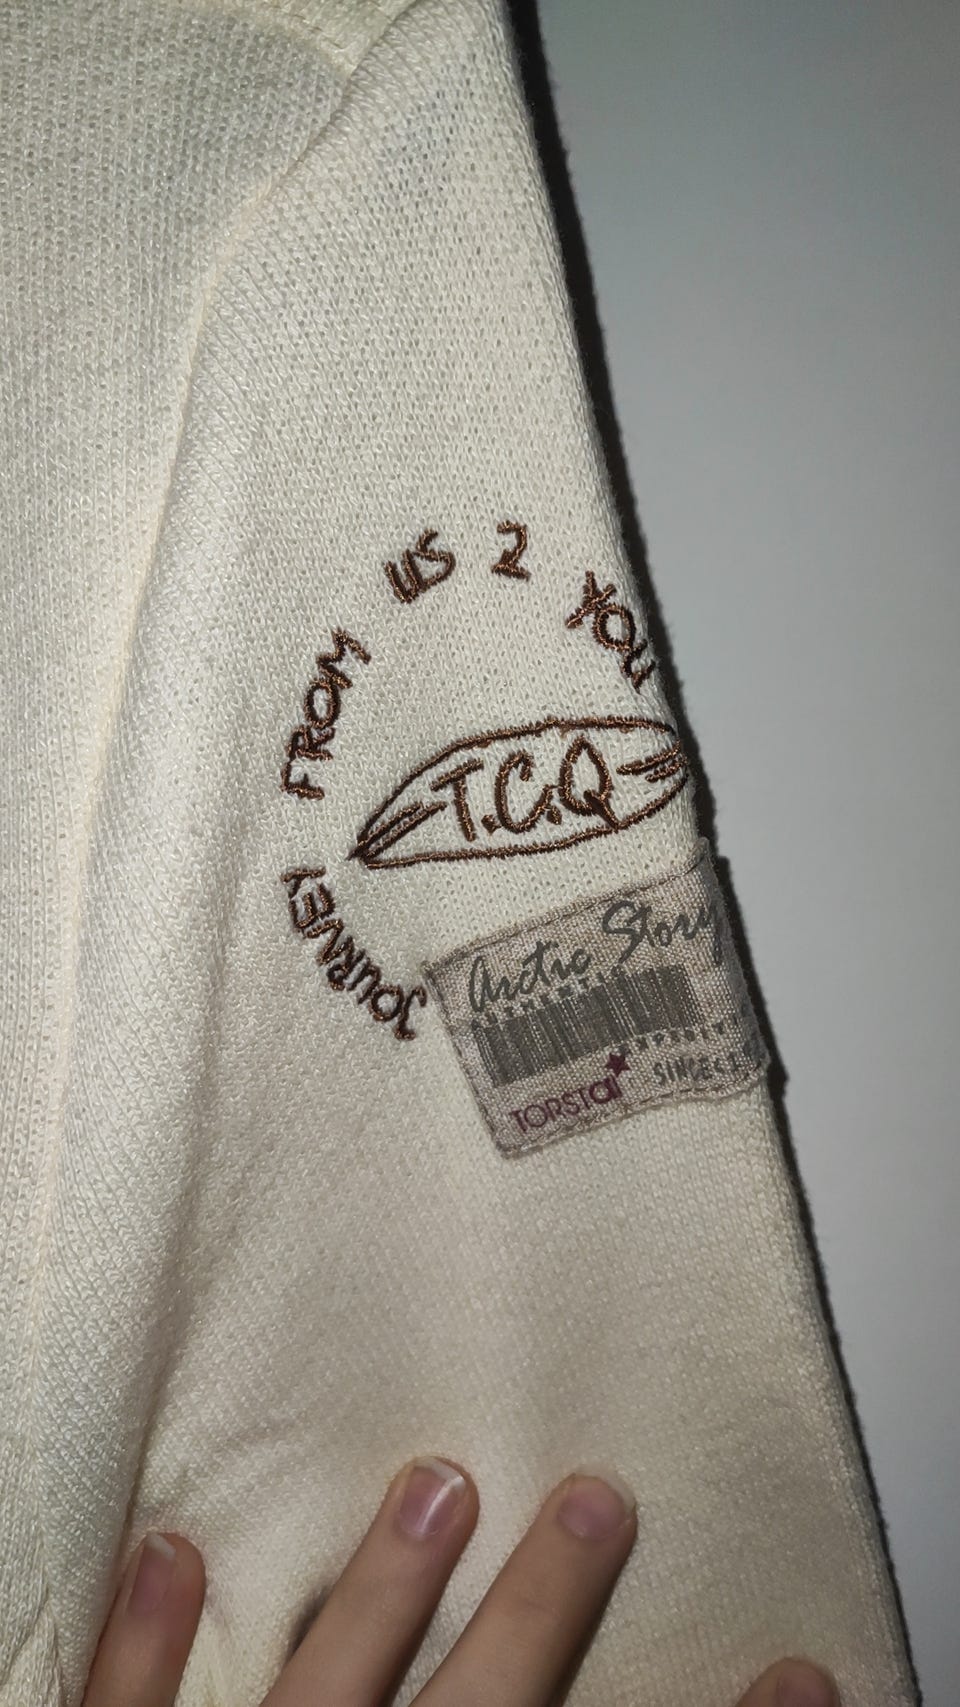 JOURNEY FROM US 2 YOU
T.C.Q
Arctic Story
TORSTAI